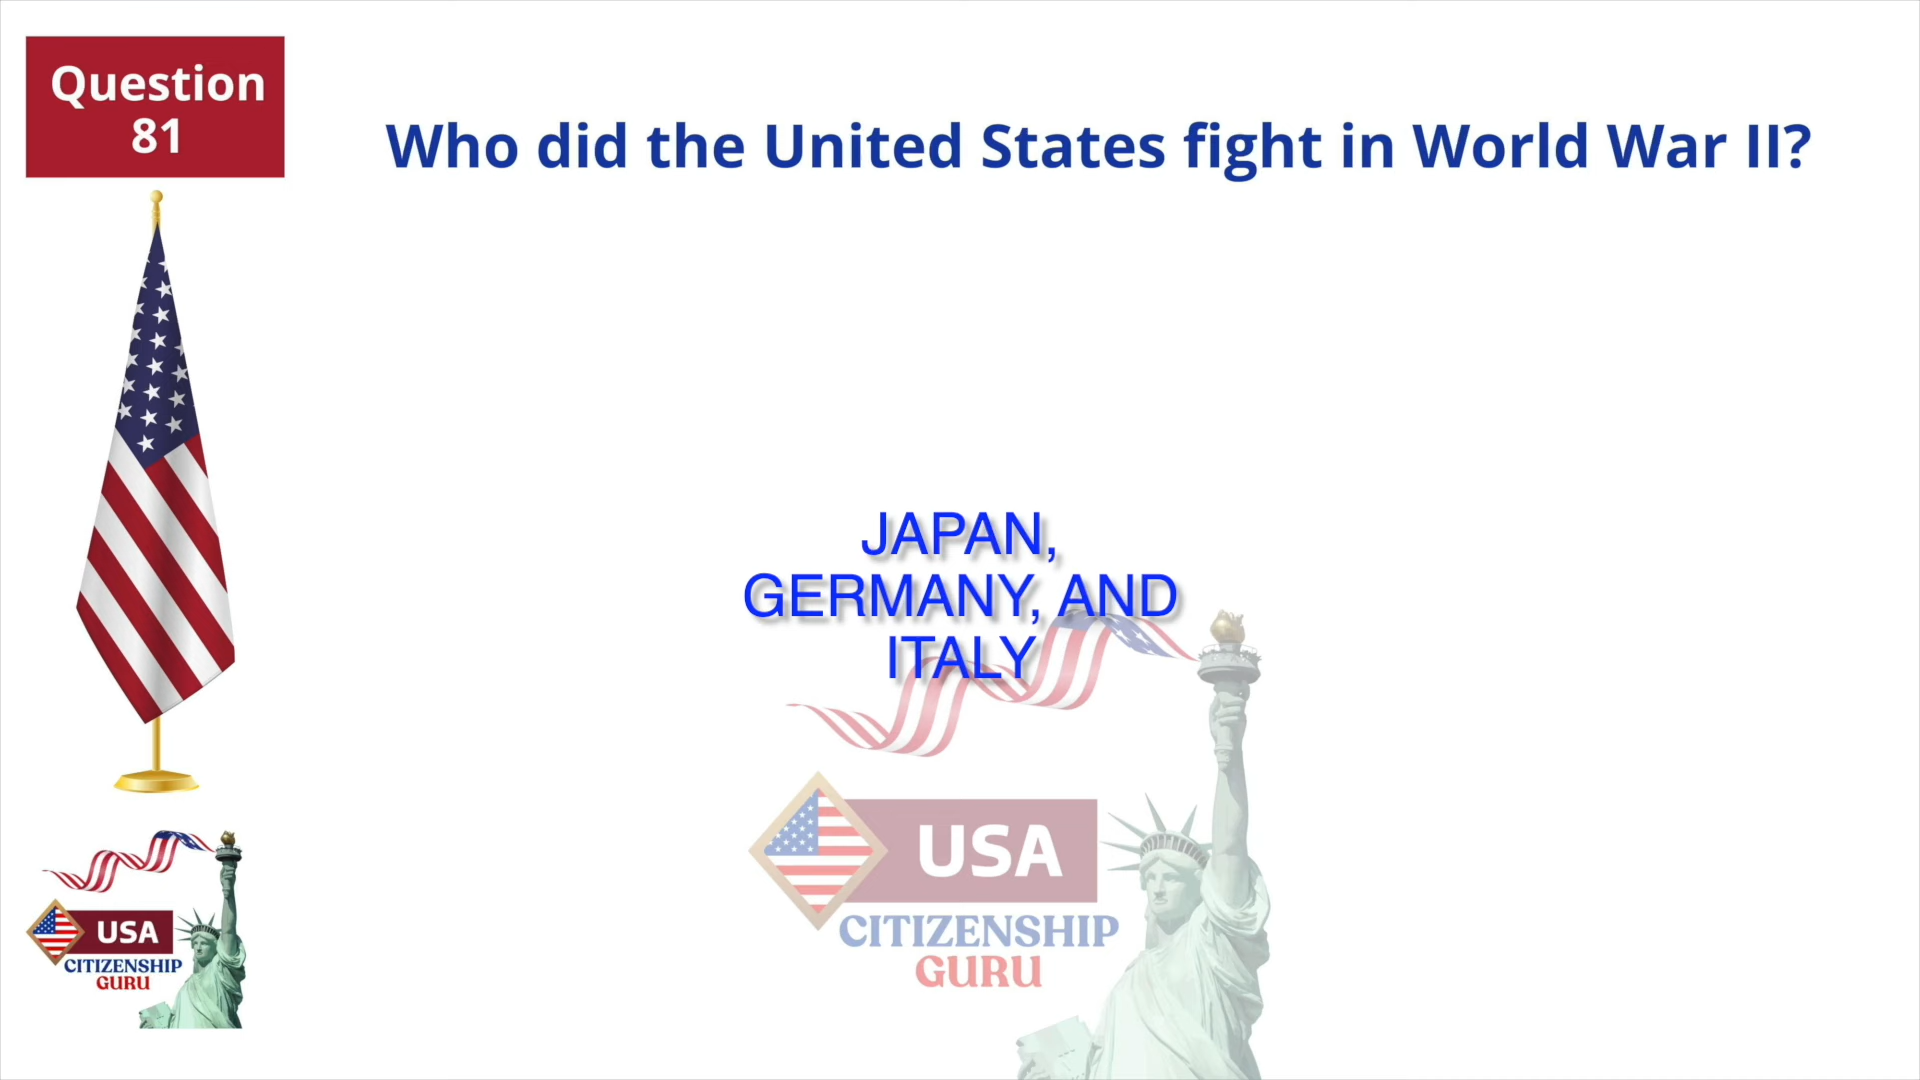 Question
81
Who did the United States fight in World War II?
JAPAN,
GERMANY, AND
ITALY
USA
CITIZENSHIP
GURU
USA
CITIZENSHIP
GURU